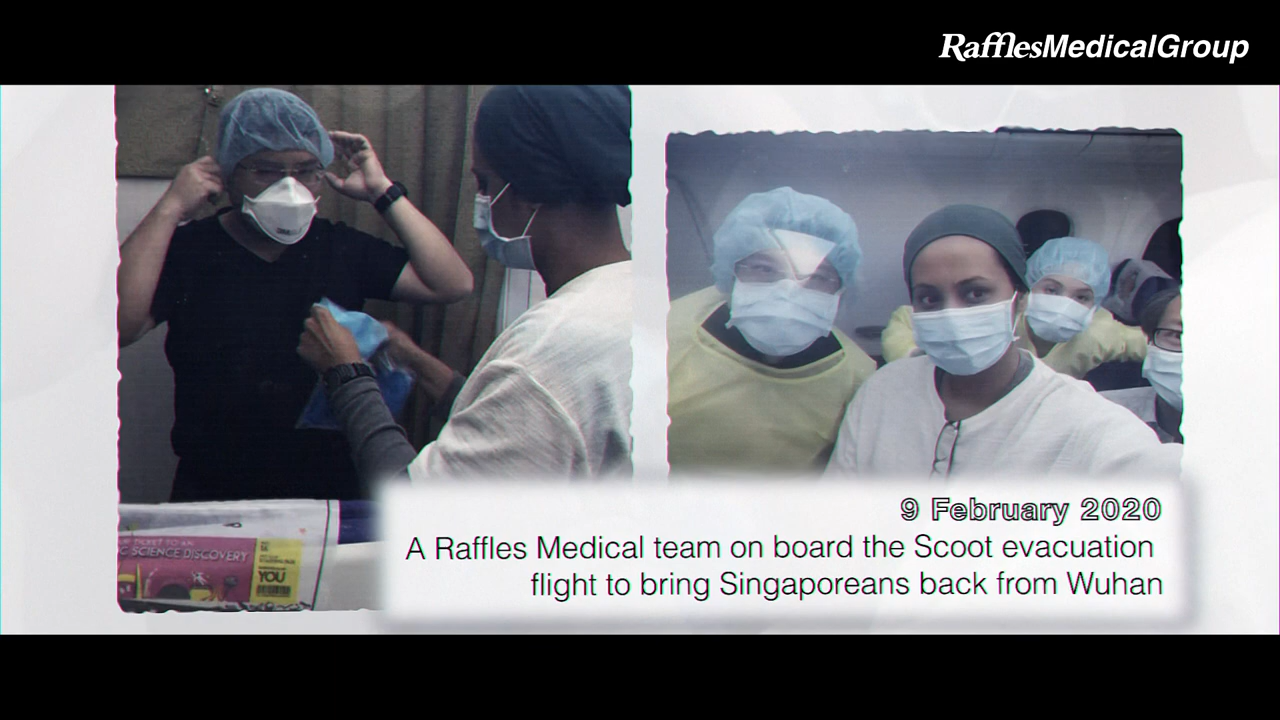 RafflesMedicalGroup
SCIENCE DISCOVERY
YOU
9 February 2020
A Raffles Medical team on board the Scoot evacuation
flight to bring Singaporeans back from Wuhan